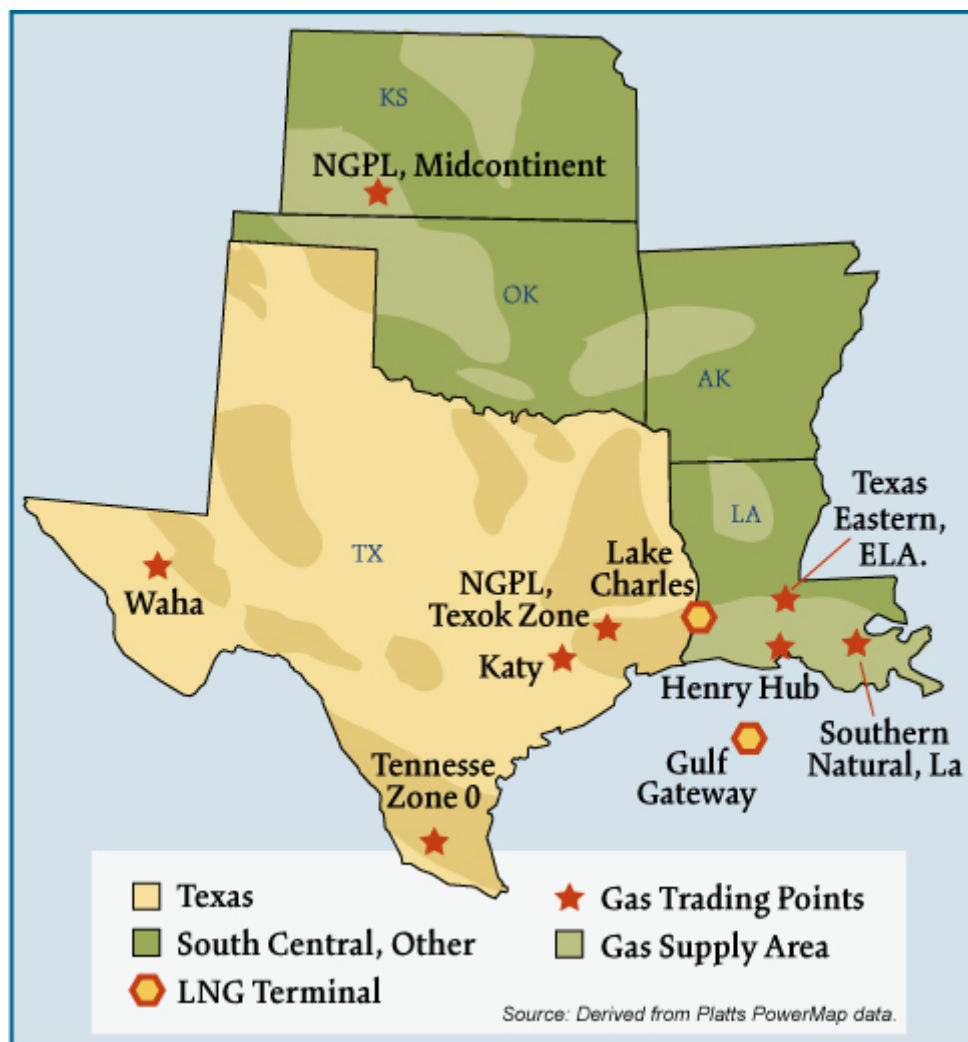 KS
NGPL, Midcontinent
OK
AK
LA
Texas
Eastern,
ELA.
TX
Lake
Charles
Waha
NGPL,
Texok Zone
Katy
Henry Hub
Southern
Natural, La
Gulf
Gateway
Tennesse
Zone 0
Texas
South Central, Other
LNG Terminal
Gas Trading Points
Gas Supply Area
Source: Derived from Platts PowerMap data.